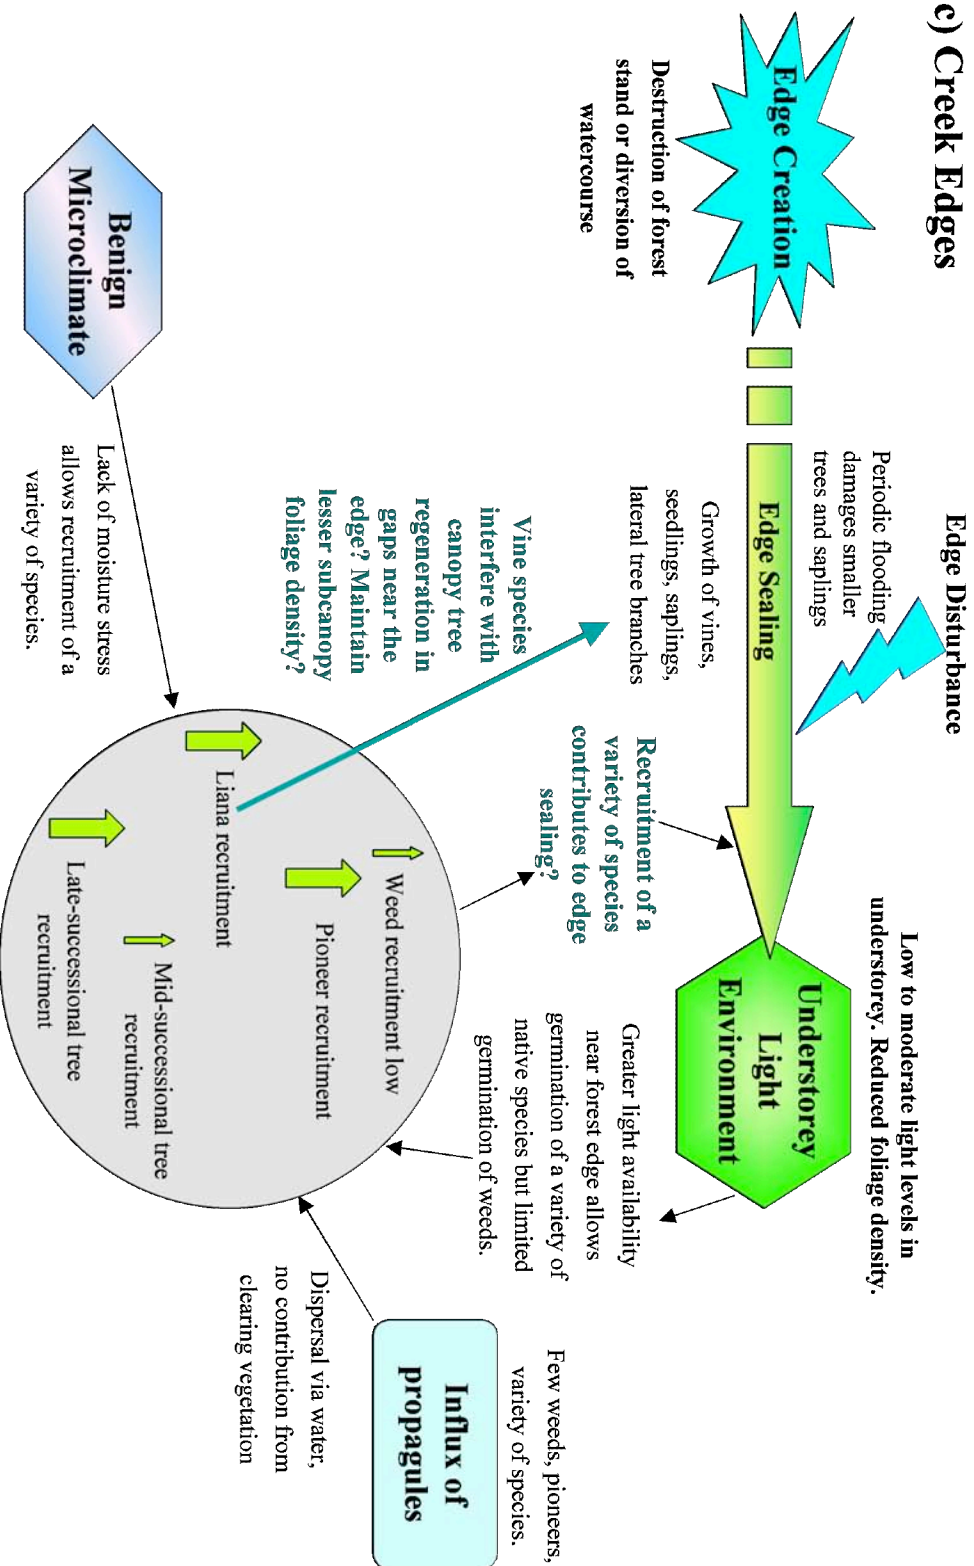 c) Creek Edges
Edge Disturbance
Edge Creation
Destruction of forest
stand or diversion of
watercourse
Periodic flooding
damages smaller
trees and saplings
Edge Sealing
Growth of vines,
seedlings, saplings,
lateral tree branches
Low to moderate light levels in
understorey. Reduced foliage density.
Understorey
Light
Environment
Recruitment of a
variety of species
contributes to edge
sealing?
Greater light availability
near forest edge allows
germination of a variety of
native species but limited
germination of weeds.
Few weeds, pioneers,
variety of species.
Influx of
propagules
Dispersal via water,
no contribution from
clearing vegetation
Vine species
interfere with
canopy tree
regeneration in
gaps near the
edge? Maintain
lesser subcanopy
foliage density?
Weed recruitment low
Pioneer recruitment
Liana recruitment
Mid-successional tree
recruitment
Late-successional tree
recruitment
Benign
Microclimate
Lack of moisture stress
allows recruitment of a
variety of species.